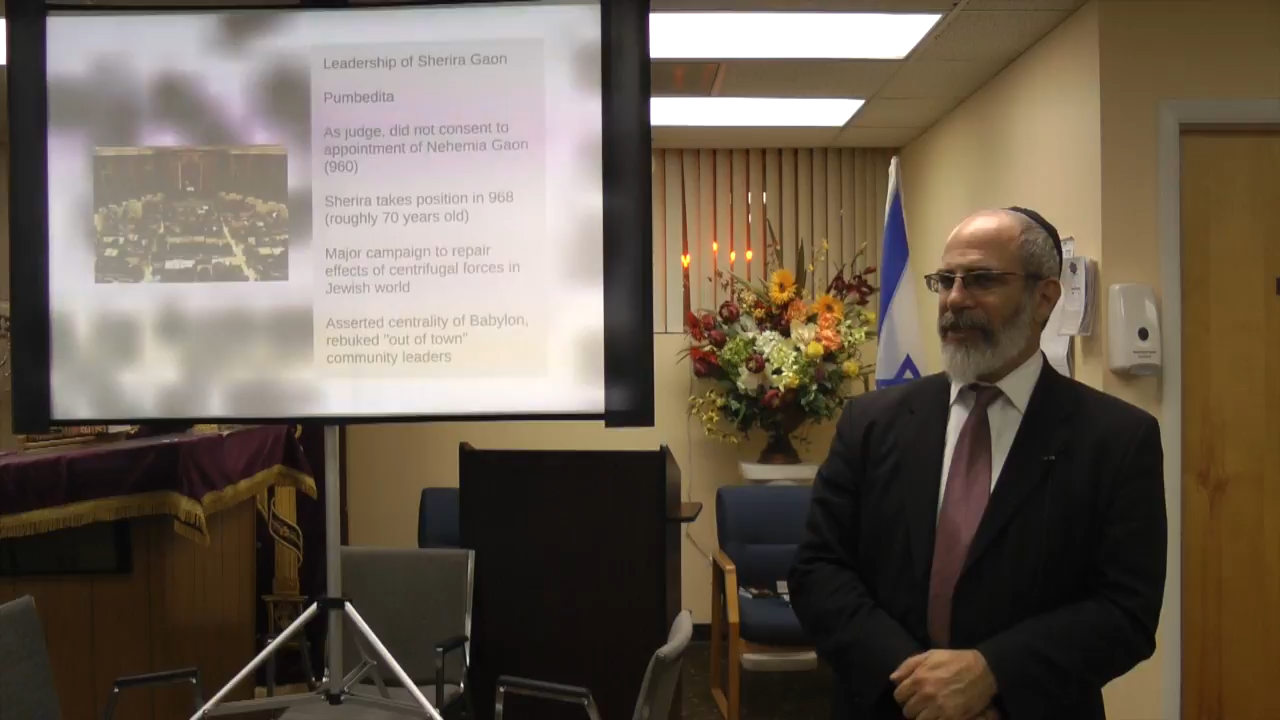 Leadership of Sherira Gaon
Pumbedita
As judge, did not consent to
appointment of Nehemia Gaon
(960)
Sherira takes position in 968
(roughly 70 years old)
Major campaign to repair
effects of centrifugal forces in
Jewish world
Asserted centrality of Babylon,
rebuked "out of town"
community leaders